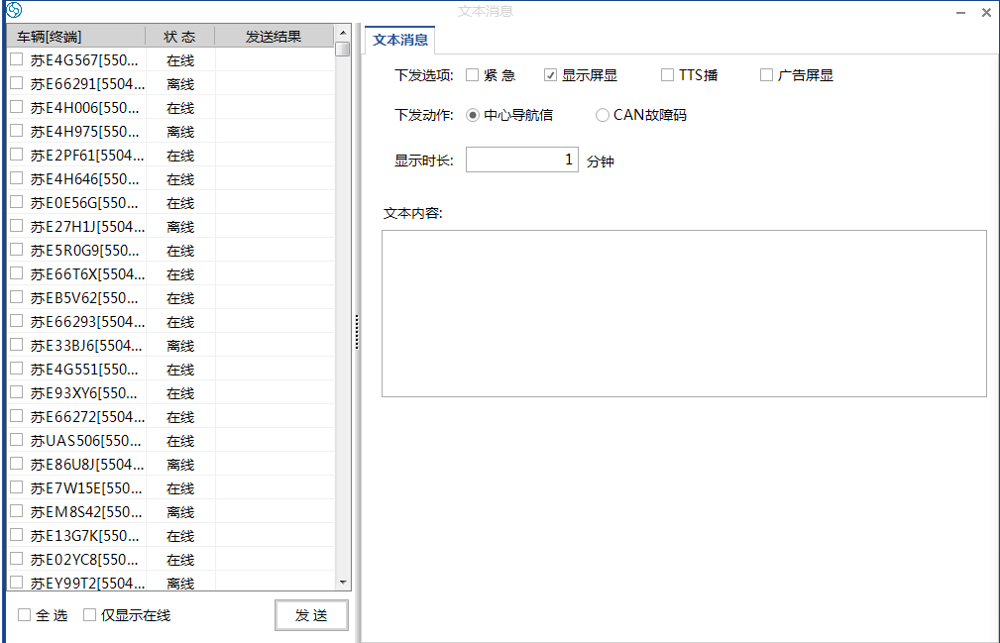 文本消息
车辆[终端] 状 态 发送结果
苏E4G567[550... 在线
苏E66291[5504... 离线
苏E4H006[550... 在线
苏E4H975[550... 离线
苏E2PF61[5504... 在线
苏E4H646[550... 在线
苏E0E56G[550... 在线
苏E27H1J[5504... 离线
苏E5R0G9[550... 在线
苏E66T6X[5504... 在线
苏EB5V62[550... 在线
苏E66293[5504... 在线
苏E33BJ6[5504... 离线
苏E4G551[550... 在线
苏E93XY6[550... 在线
苏E66272[5504... 在线
苏UAS506[550... 在线
苏E86U8J[5504... 离线
苏E7W15E[550... 在线
苏EM8S42[550... 离线
苏E13G7K[550... 在线
苏E02YC8[550... 在线
苏EY99T2[5504... 离线
全 选 仅显示在线 发 送
文本消息
下发选项: 紧 急 显示屏显 TTS播 广告屏显
下发动作: 中心导航信 CAN故障码
显示时长: 1 分钟
文本内容: